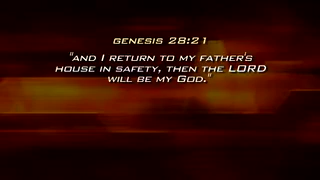 GENESIS 28:21
"AND I RETURN TO MY FATHER'S
HOUSE IN SAFETY, THEN THE LORD
WILL BE MY GOD."